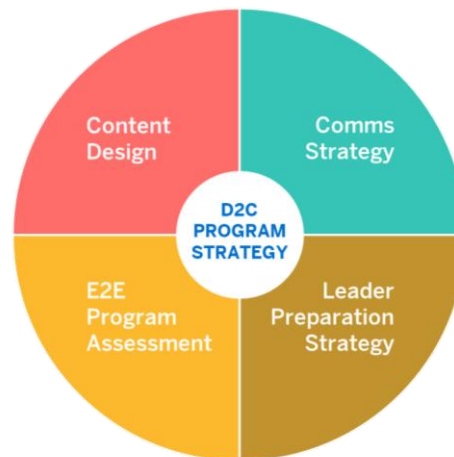 Content
Design
Comms
Strategy
D2C
PROGRAM
STRATEGY
E2E
Program
Assessment
Leader
Preparation
Strategy